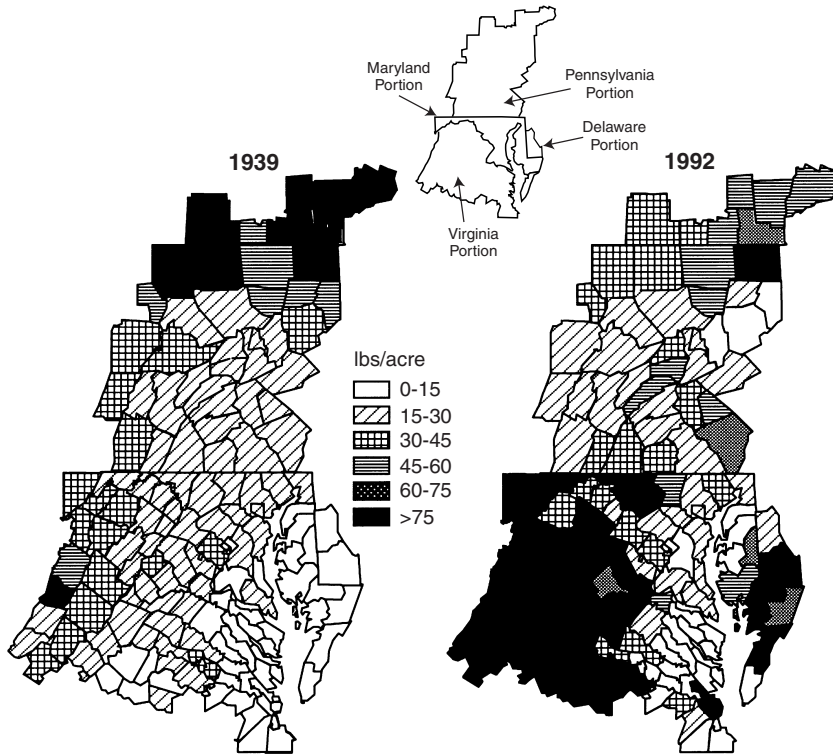 Maryland
Portion
Pennsylvania
Portion
Delaware
Portion
Virginia
Portion
1939
1992
lbs/acre
0-15
15-30
30-45
45-60
60-75
>75